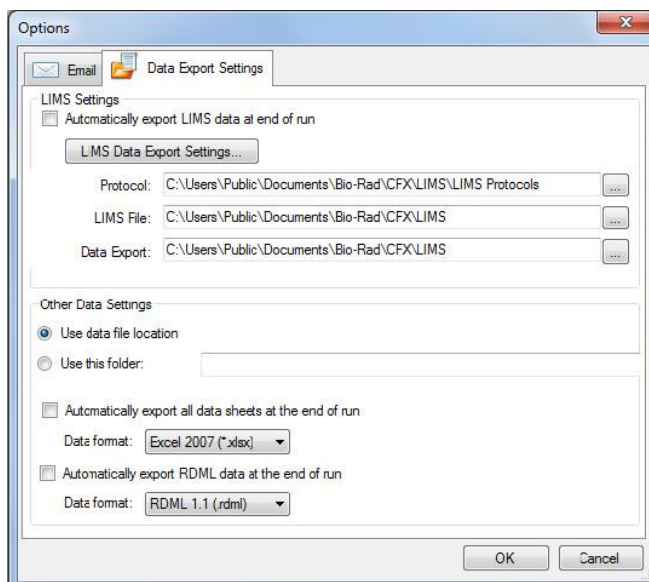 Options
Email
Data Export Settings
LIMS Settings
Automatically export LIMS data at end of run
LIMS Data Export Settings...
Protocol: C:\Users\Public\Documents\Bio-Rad\CFX\LIMS\LIMS Protocols ...
LIMS File: C:\Users\Public\Documents\Bio-Rad\CFX\LIMS ...
Data Export: C:\Users\Public\Documents\Bio-Rad\CFX\LIMS ...
Other Data Settings
Use data file location
Use this folder:
Automatically export all data sheets at the end of run
Data format: Excel 2007 (*.xlsx)
Automatically export RDML data at the end of run
Data format: RDML 1.1 (.rdml)
OK Cancel